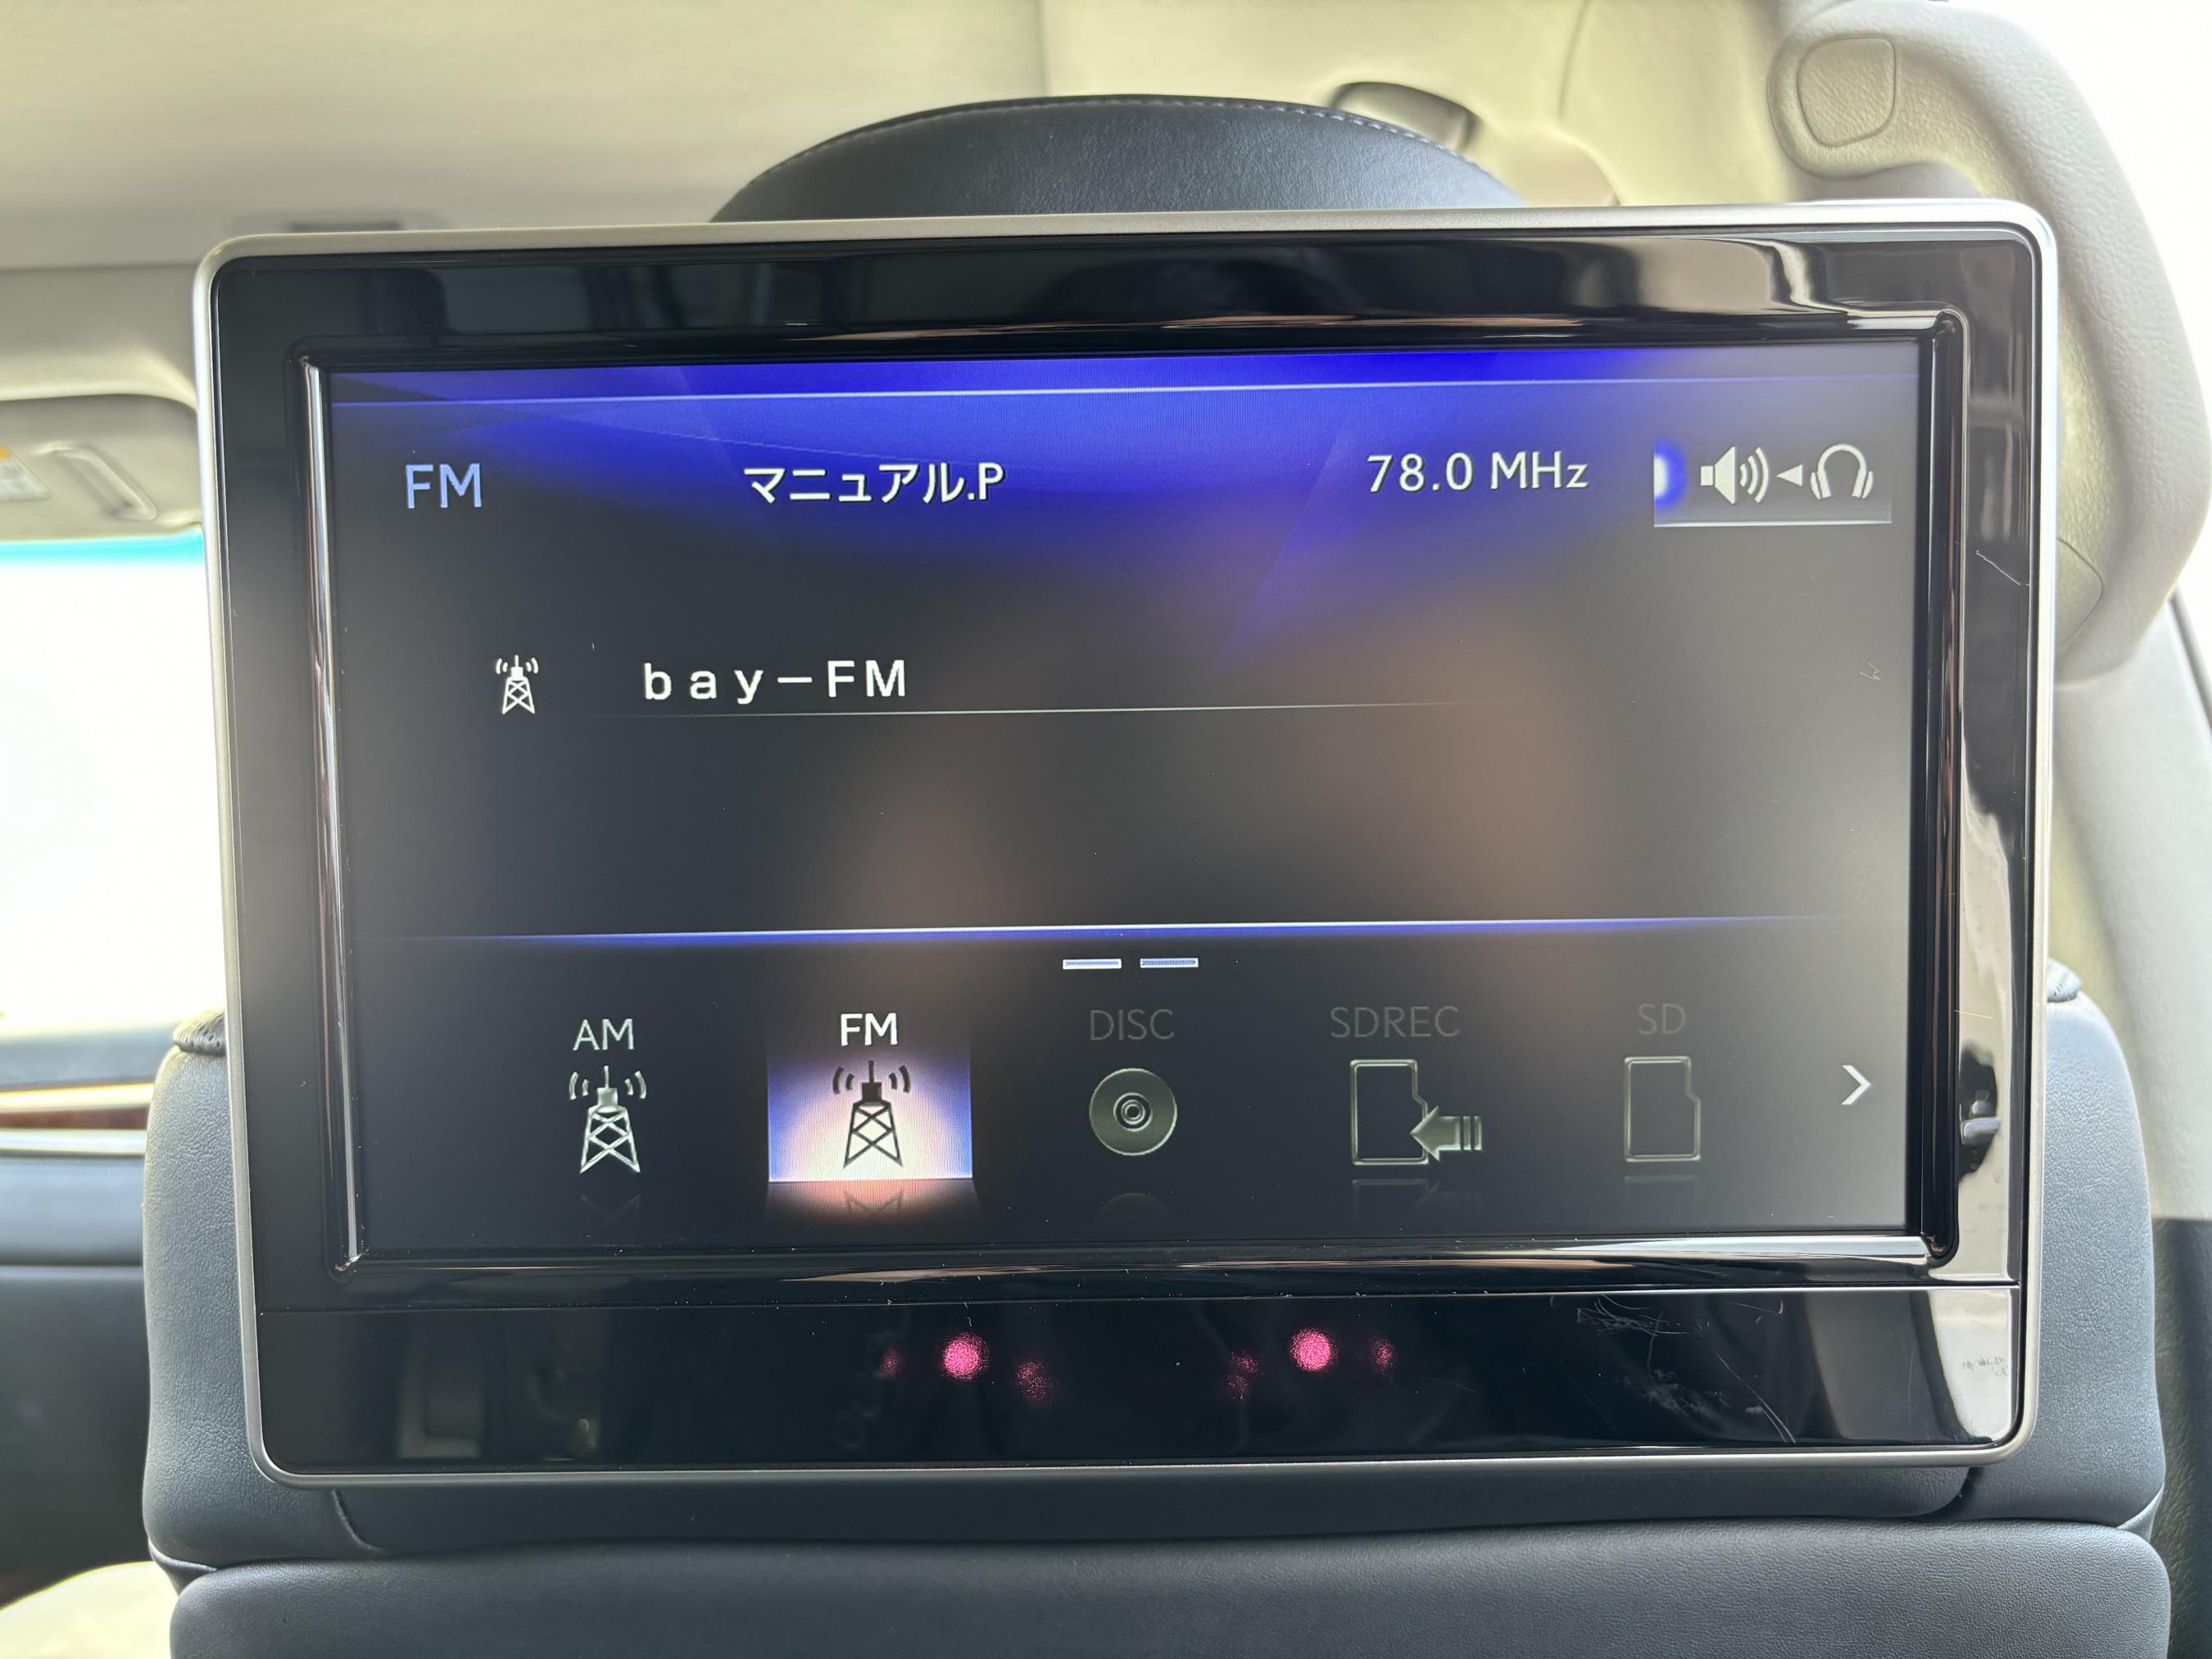 FM マニュアル.P 78.0 MHz
bay－FM
AM FM DISC SDREC SD